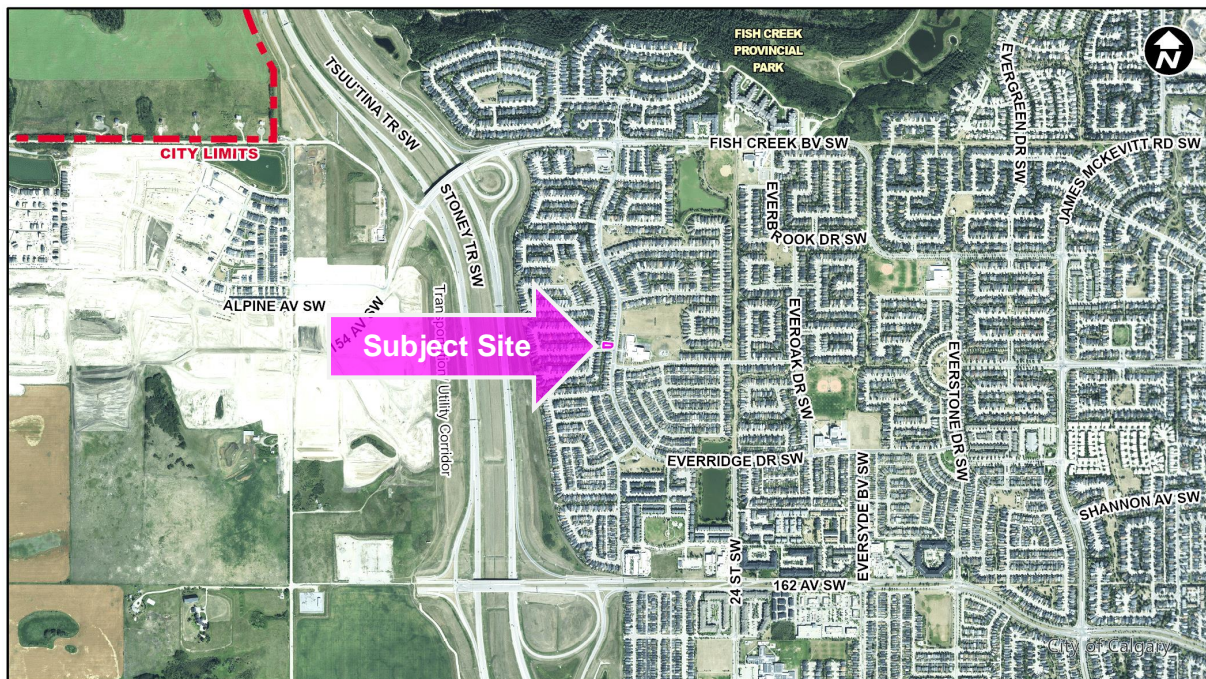 FISH CREEK
PROVINCIAL
PARK
N
EVERGREEN DR SW
TSUUTINA TR SW
FISH CREEK BV SW
JAMES MCKEVITT RD SW
CITY LIMITS
STONEY TR SW
EVERBROOK DR SW
ALPINE AV SW
154 AV SW
Subject Site
Transportation Utility Corridor
EVEROAK DR SW
EVERSTONE DR SW
EVERRIDGE DR SW
EVERSYDE BV SW
SHANNON AV SW
24 ST SW
162 AV SW
City of Calgary